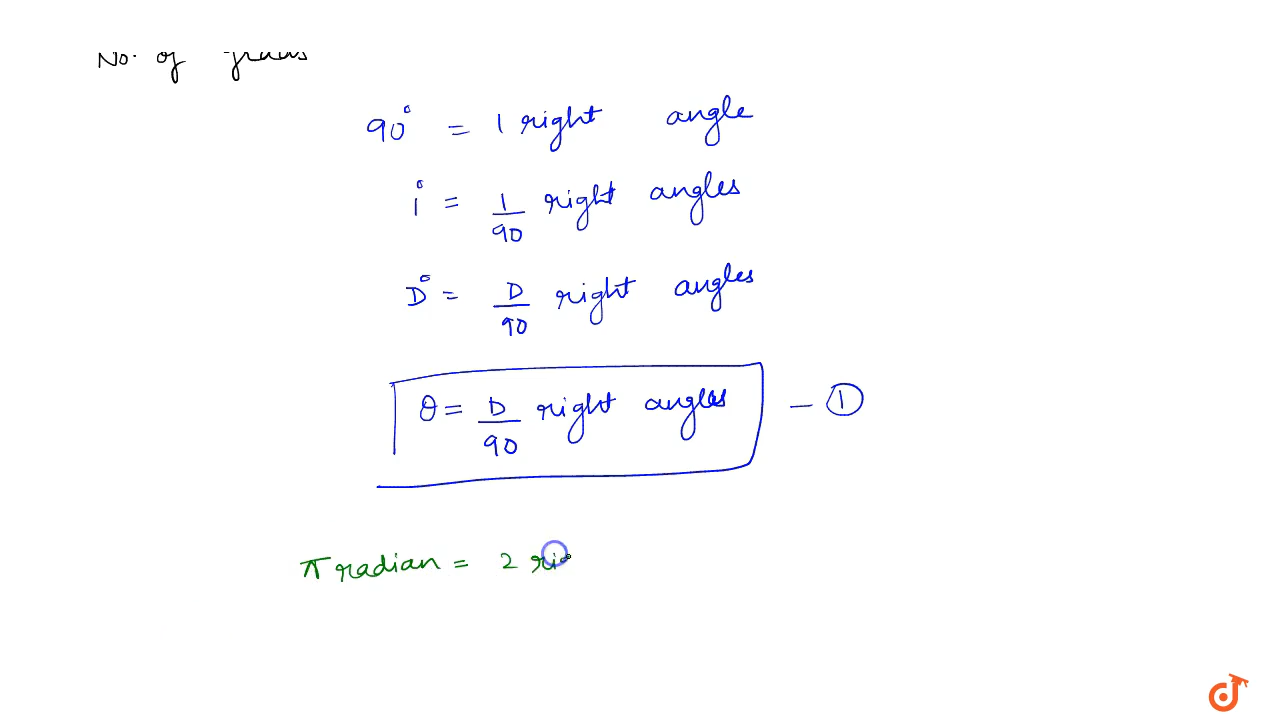 No. of
90° = 1 right angle
1° = 1/90 right angles
D° = D/90 right angles
θ = D/90 right angles – ①
π radian = 2